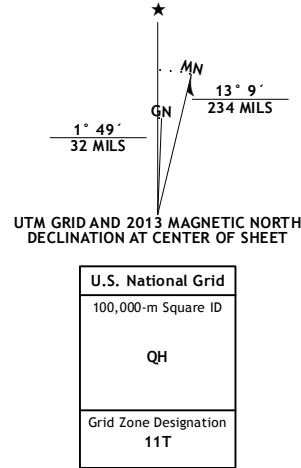 MN
GN
13° 9´
234 MILS
1° 49´
32 MILS
UTM GRID AND 2013 MAGNETIC NORTH
DECLINATION AT CENTER OF SHEET
U.S. National Grid
100,000-m Square ID
QH
Grid Zone Designation
11T